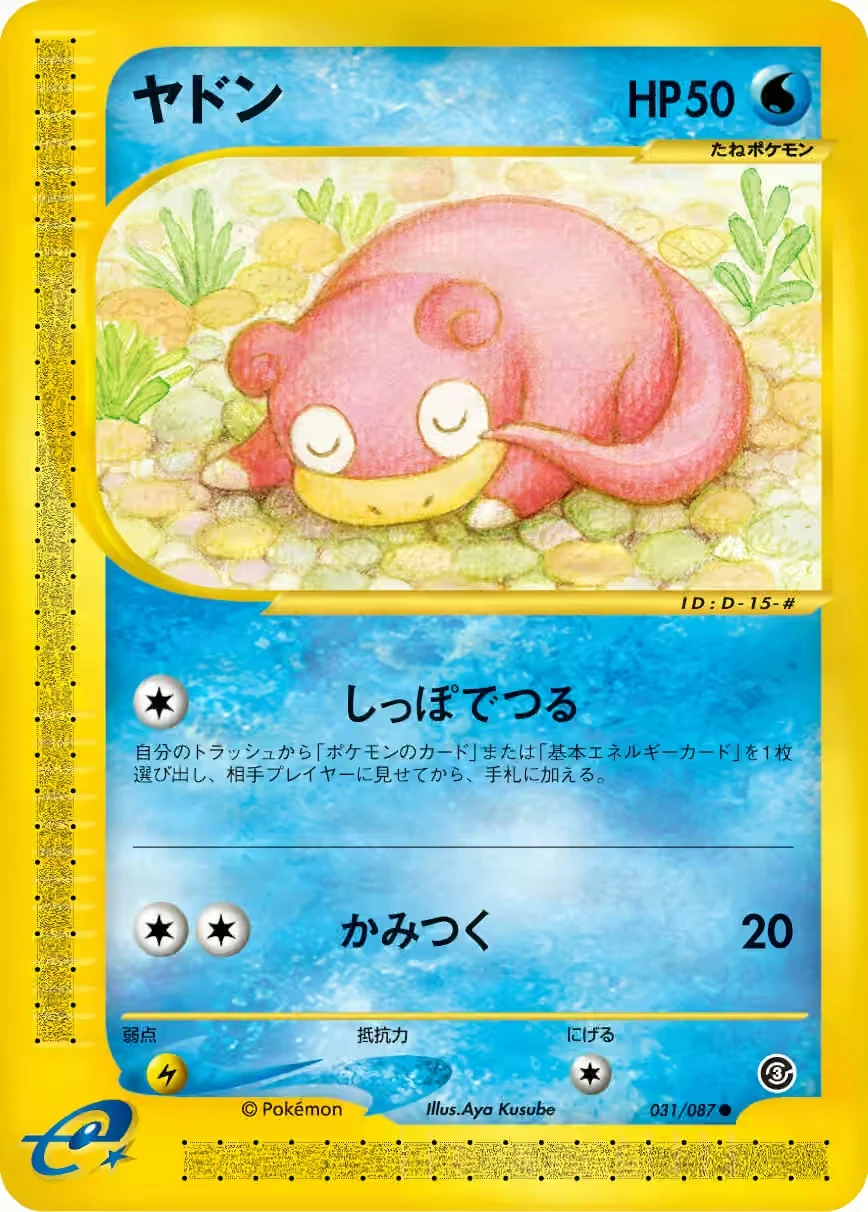 ヤドン
HP50
たねポケモン
ID:D-15-#
しっぽでつる
自分のトラッシュから「ポケモンのカード」または「基本エネルギーカード」を1枚
選び出し、相手プレイヤーに見せてから、手札に加える。
かみつく 20
弱点 抵抗力 にげる
© Pokémon Illus.Aya Kusube 031/087●
3
e